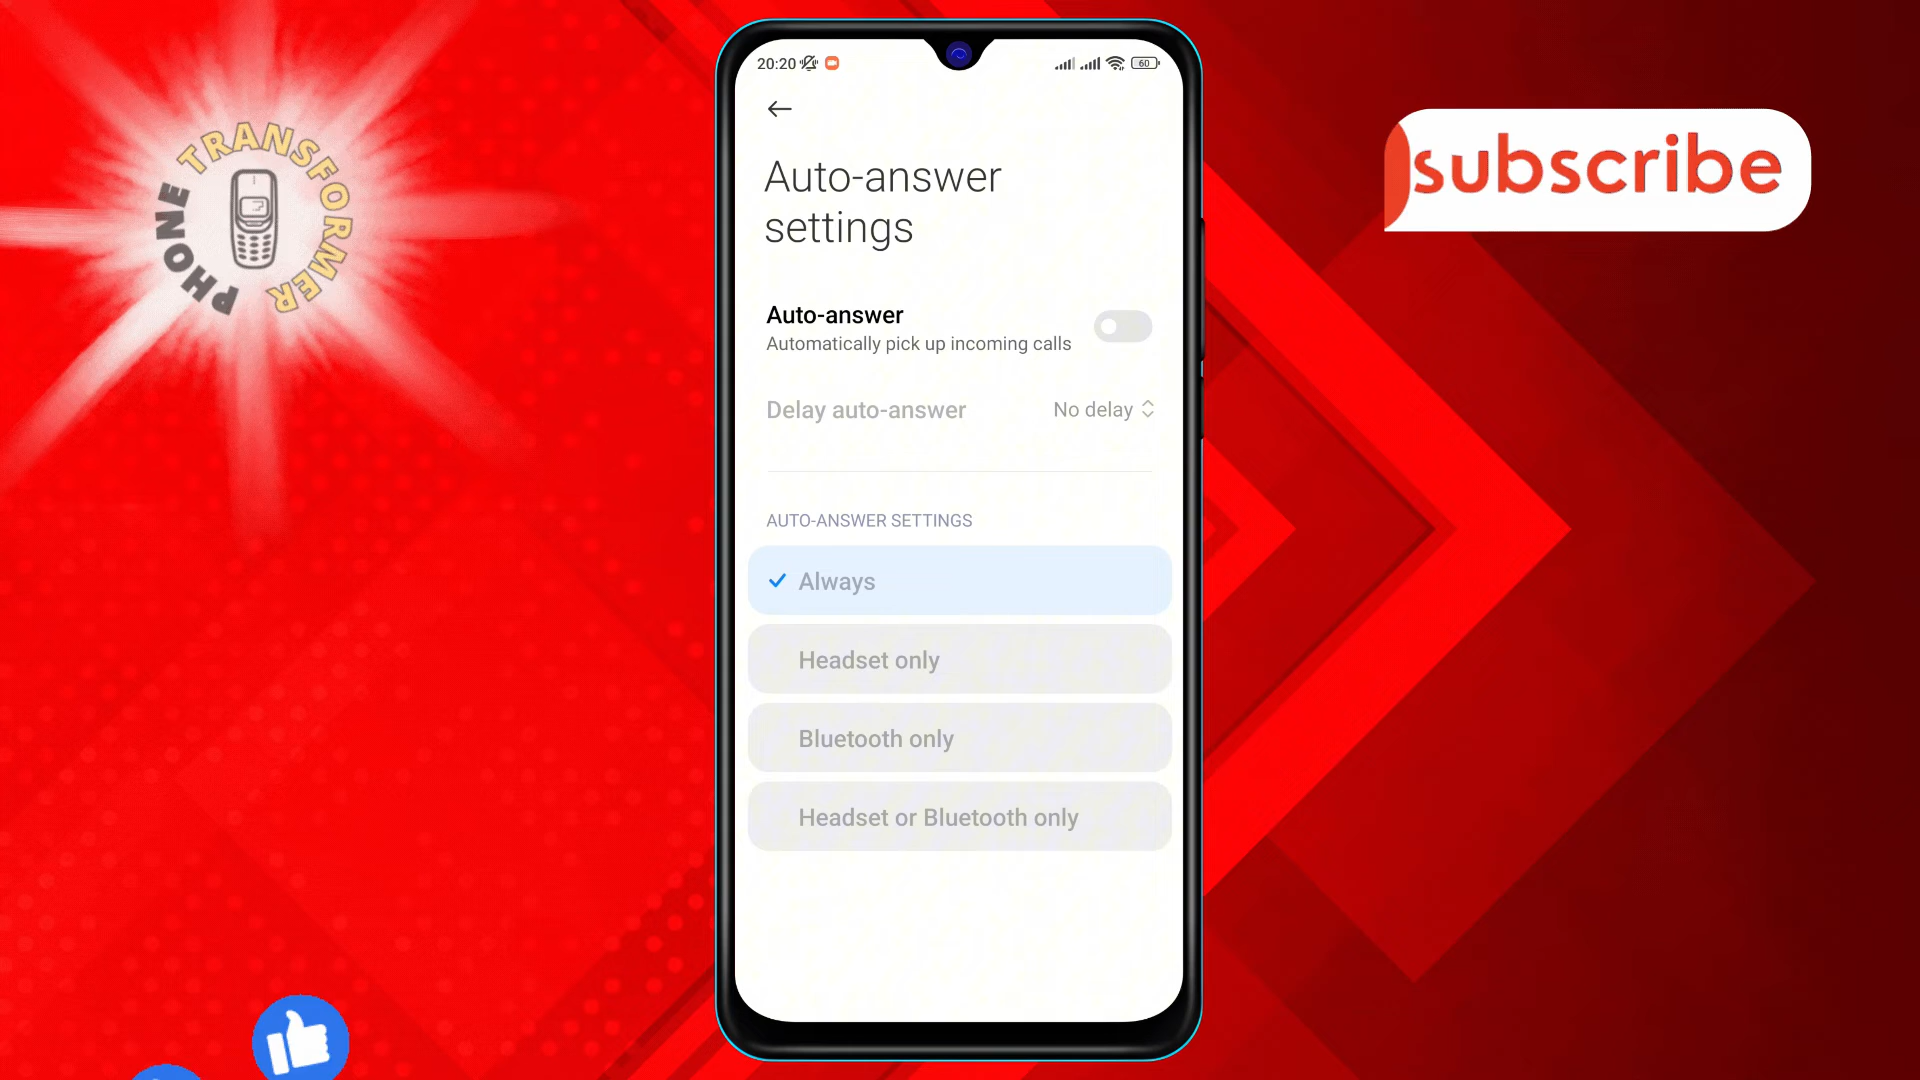 PHONE TRANSFORMER
subscribe
20:20
60
Auto-answer
settings
Auto-answer
Automatically pick up incoming calls
Delay auto-answer
No delay
AUTO-ANSWER SETTINGS
Always
Headset only
Bluetooth only
Headset or Bluetooth only